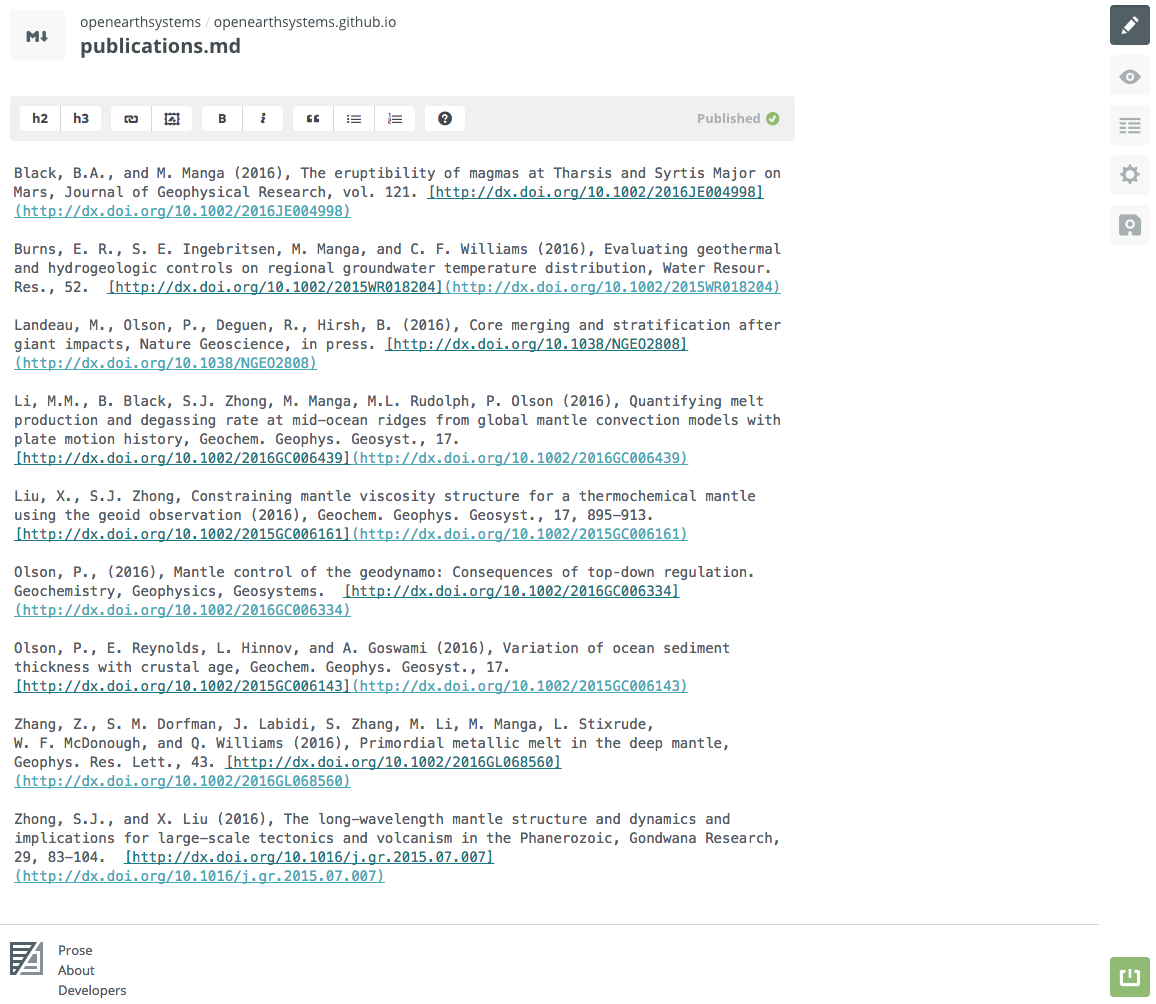 M↓
openearthsystems / openearthsystems.github.io
publications.md
h2 h3 B i “ ? Published
Black, B.A., and M. Manga (2016), The eruptibility of magmas at Tharsis and Syrtis Major on
Mars, Journal of Geophysical Research, vol. 121. [http://dx.doi.org/10.1002/2016JE004998]
(http://dx.doi.org/10.1002/2016JE004998)
Burns, E. R., S. E. Ingebritsen, M. Manga, and C. F. Williams (2016), Evaluating geothermal
and hydrogeologic controls on regional groundwater temperature distribution, Water Resour.
Res., 52.  [http://dx.doi.org/10.1002/2015WR018204](http://dx.doi.org/10.1002/2015WR018204)
Landeau, M., Olson, P., Deguen, R., Hirsh, B. (2016), Core merging and stratification after
giant impacts, Nature Geoscience, in press. [http://dx.doi.org/10.1038/NGEO2808]
(http://dx.doi.org/10.1038/NGEO2808)
Li, M.M., B. Black, S.J. Zhong, M. Manga, M.L. Rudolph, P. Olson (2016), Quantifying melt
production and degassing rate at mid-ocean ridges from global mantle convection models with
plate motion history, Geochem. Geophys. Geosyst., 17.
[http://dx.doi.org/10.1002/2016GC006439](http://dx.doi.org/10.1002/2016GC006439)
Liu, X., S.J. Zhong, Constraining mantle viscosity structure for a thermochemical mantle
using the geoid observation (2016), Geochem. Geophys. Geosyst., 17, 895–913.
[http://dx.doi.org/10.1002/2015GC006161](http://dx.doi.org/10.1002/2015GC006161)
Olson, P., (2016), Mantle control of the geodynamo: Consequences of top-down regulation.
Geochemistry, Geophysics, Geosystems.  [http://dx.doi.org/10.1002/2016GC006334]
(http://dx.doi.org/10.1002/2016GC006334)
Olson, P., E. Reynolds, L. Hinnov, and A. Goswami (2016), Variation of ocean sediment
thickness with crustal age, Geochem. Geophys. Geosyst., 17.
[http://dx.doi.org/10.1002/2015GC006143](http://dx.doi.org/10.1002/2015GC006143)
Zhang, Z., S. M. Dorfman, J. Labidi, S. Zhang, M. Li, M. Manga, L. Stixrude,
W. F. McDonough, and Q. Williams (2016), Primordial metallic melt in the deep mantle,
Geophys. Res. Lett., 43. [http://dx.doi.org/10.1002/2016GL068560]
(http://dx.doi.org/10.1002/2016GL068560)
Zhong, S.J., and X. Liu (2016), The long-wavelength mantle structure and dynamics and
implications for large-scale tectonics and volcanism in the Phanerozoic, Gondwana Research,
29, 83–104.  [http://dx.doi.org/10.1016/j.gr.2015.07.007]
(http://dx.doi.org/10.1016/j.gr.2015.07.007)
Prose
About
Developers